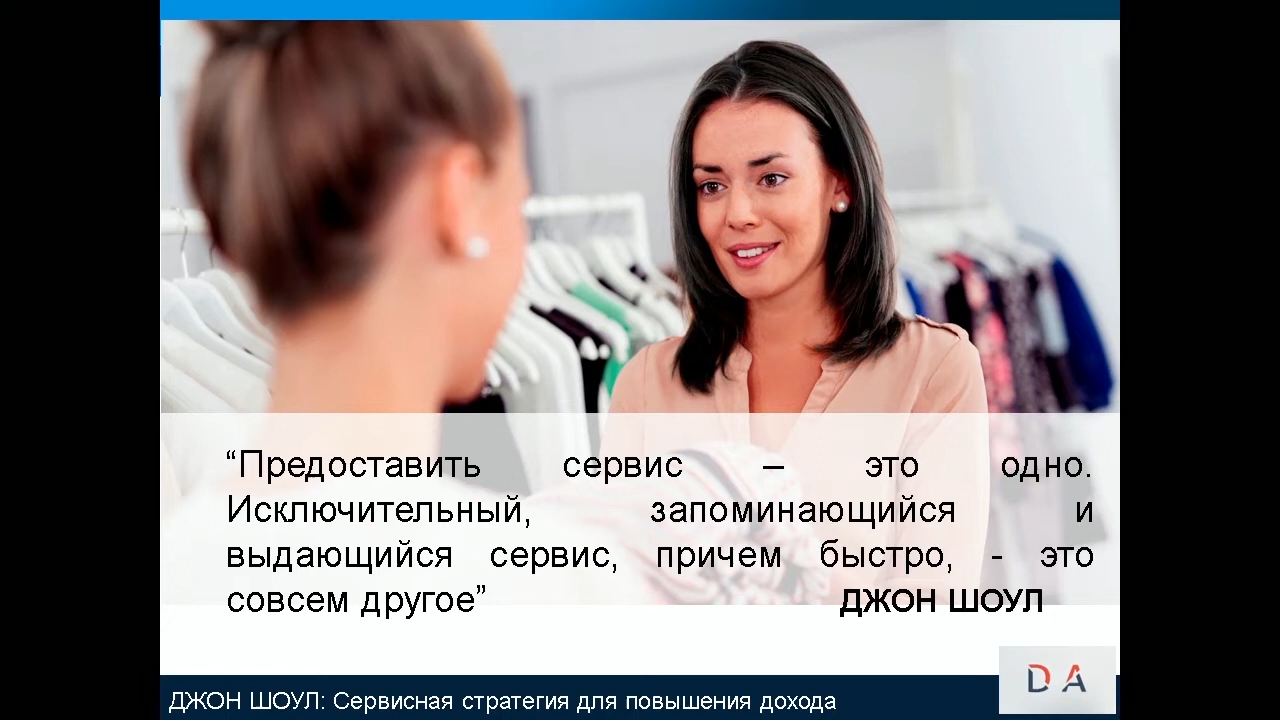 “Предоставить сервис – это одно.
Исключительный, запоминающийся и
выдающийся сервис, причем быстро, - это
совсем другое” ДЖОН ШОУЛ
D A
ДЖОН ШОУЛ: Сервисная стратегия для повышения дохода